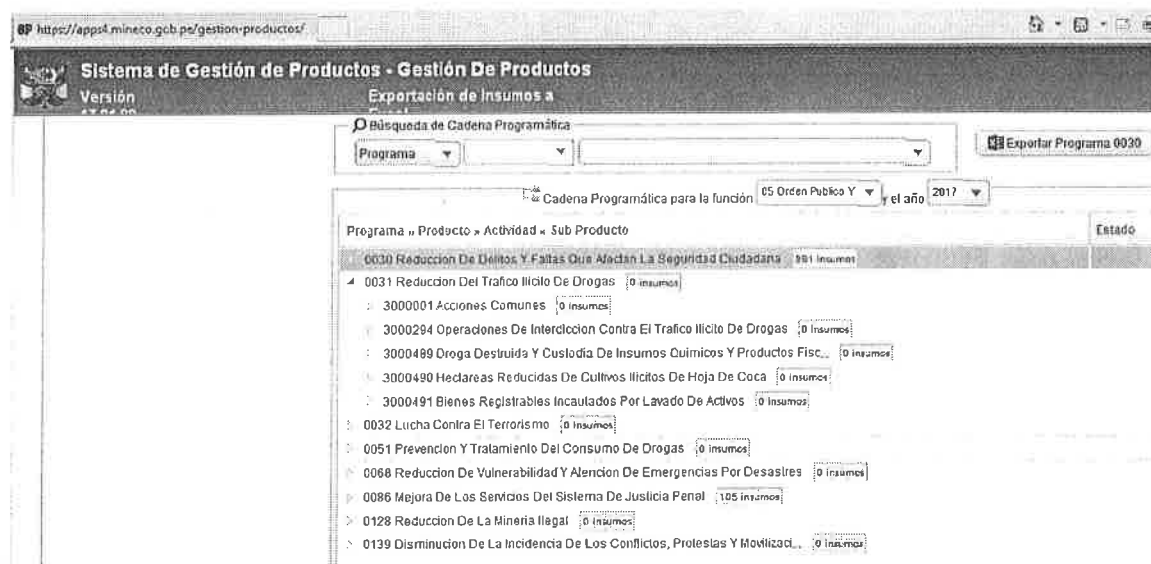 https://apps4.mineco.gob.pe/gestion-productos/
Sistema de Gestión de Productos - Gestión De Productos
Versión
Exportación de Insumos a
Búsqueda de Cadena Programática
Programa
Exportar Programa 0030
Cadena Programática para la función 05 Orden Publico Y y el año 2017
Programa » Producto » Actividad » Sub Producto
Estado
0030 Reduccion De Delitos Y Faltas Que Afectan La Seguridad Ciudadana insumos
0031 Reduccion Del Trafico Ilicito De Drogas 0 insumos
3000001 Acciones Comunes 0 insumos
3000294 Operaciones De Interdiccion Contra El Trafico Ilicito De Drogas 0 insumos
3000489 Droga Destruida Y Custodia De Insumos Quimicos Y Productos Fisc... 0 insumos
3000490 Hectareas Reducidas De Cultivos Ilicitos De Hoja De Coca 0 insumos
3000491 Bienes Registrables Incautados Por Lavado De Activos 0 insumos
0032 Lucha Contra El Terrorismo 0 insumos
0051 Prevencion Y Tratamiento Del Consumo De Drogas 0 insumos
0068 Reduccion De Vulnerabilidad Y Atencion De Emergencias Por Desastres 0 insumos
0086 Mejora De Los Servicios Del Sistema De Justicia Penal 105 insumos
0128 Reduccion De La Mineria Ilegal 0 insumos
0139 Disminucion De La Incidencia De Los Conflictos, Protestas Y Movilizaci... 0 insumos